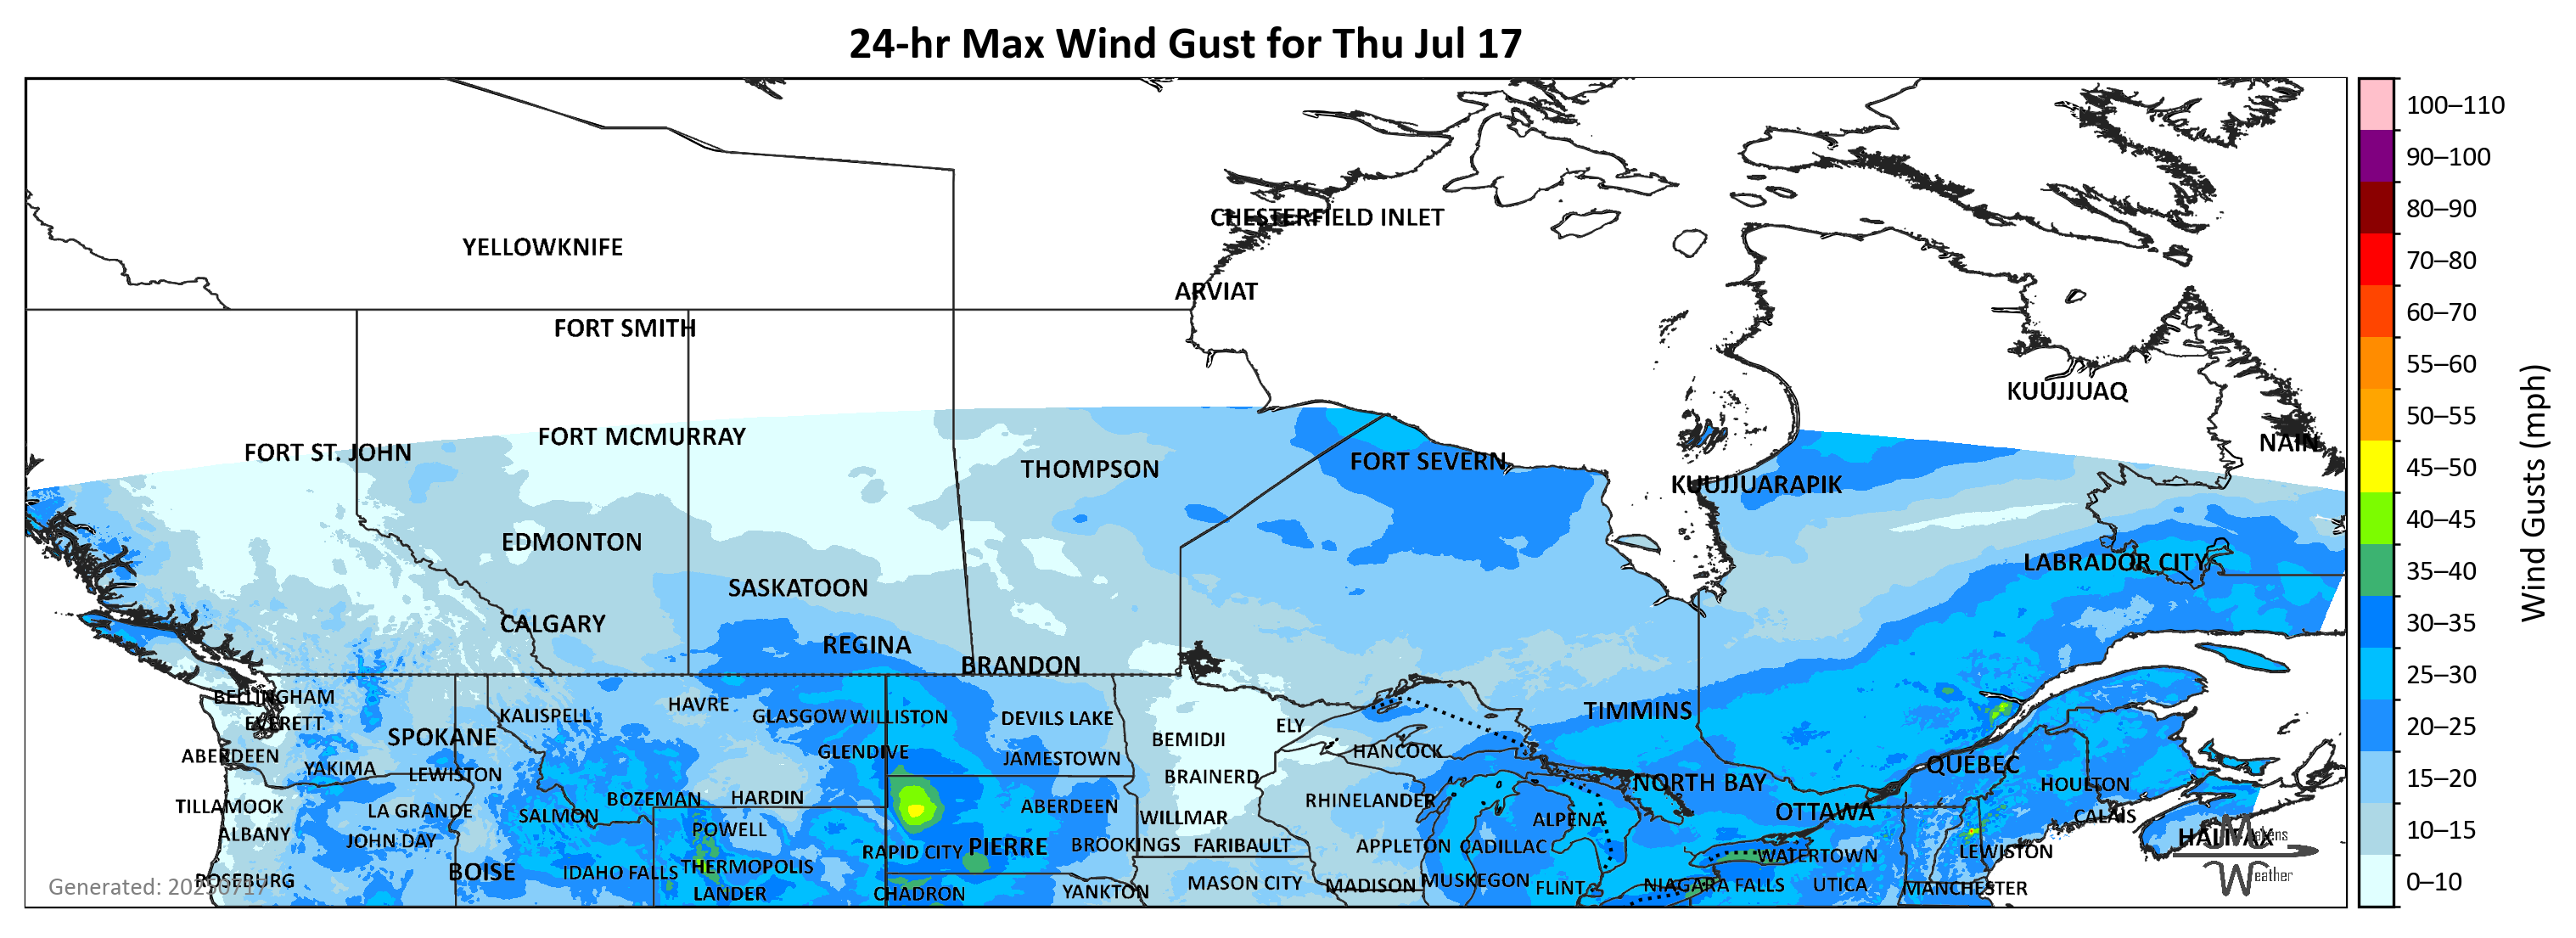 24-hr Max Wind Gust for Thu Jul 17
100–110
90–100
80–90
70–80
60–70
55–60
50–55
45–50
40–45
35–40
30–35
25–30
20–25
15–20
10–15
0–10
Wind Gusts (mph)
CHESTERFIELD INLET
YELLOWKNIFE
ARVIAT
FORT SMITH
KUUJJUAQ
FORT MCMURRAY
NAIN
FORT ST. JOHN
FORT SEVERN
THOMPSON
KUUJJUARAPIK
EDMONTON
LABRADOR CITY
SASKATOON
CALGARY
REGINA
BRANDON
BELLINGHAM
HAVRE
TIMMINS
KALISPELL
GLASGOW
WILLISTON
DEVILS LAKE
EVERETT
ELY
SPOKANE
BEMIDJI
HANCOCK
GLENDIVE
ABERDEEN
JAMESTOWN
QUEBEC
YAKIMA
LEWISTON
BRAINERD
NORTH BAY
HOULTON
BOZEMAN
HARDIN
RHINELANDER
TILLAMOOK
ABERDEEN
LA GRANDE
SALMON
OTTAWA
CALAIS
WILLMAR
ALPENA
POWELL
ALBANY
HALIFAX
Makens
Weather
JOHN DAY
PIERRE
BROOKINGS
FARIBAULT
APPLETON
CADILLAC
RAPID CITY
LEWISTON
WATERTOWN
THERMOPOLIS
BOISE
IDAHO FALLS
ROSEBURG
MUSKEGON
MASON CITY
MADISON
NIAGARA FALLS
UTICA
FLINT
MANCHESTER
LANDER
CHADRON
YANKTON
Generated: 20250717